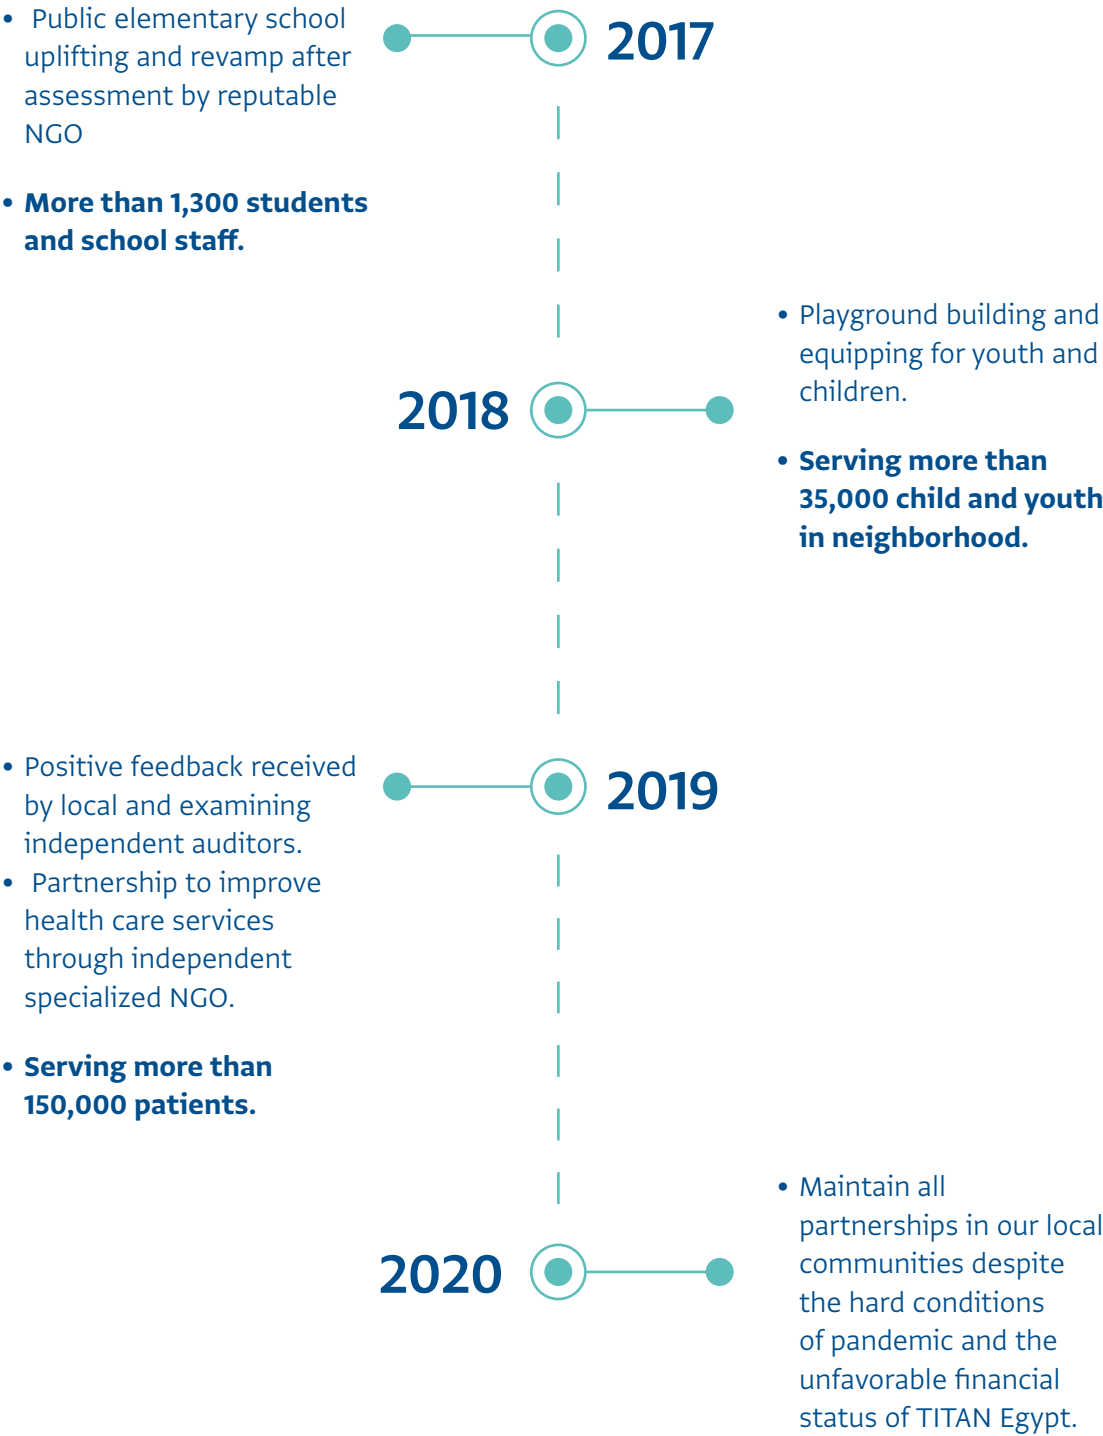 • Public elementary school
uplifting and revamp after
assessment by reputable
NGO
• More than 1,300 students
and school staff.
2017
2018
• Playground building and
equipping for youth and
children.
• Serving more than
35,000 child and youth
in neighborhood.
• Positive feedback received
by local and examining
independent auditors.
• Partnership to improve
health care services
through independent
specialized NGO.
• Serving more than
150,000 patients.
2019
2020
• Maintain all
partnerships in our local
communities despite
the hard conditions
of pandemic and the
unfavorable financial
status of TITAN Egypt.